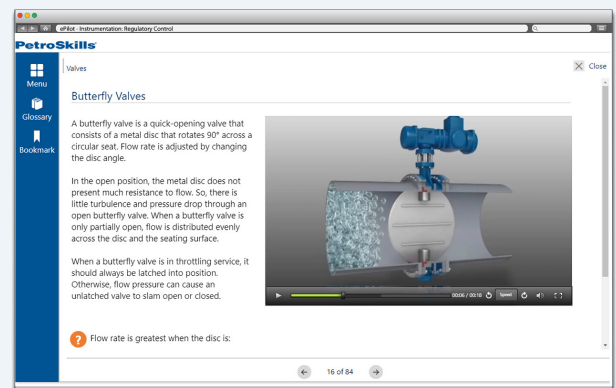 ePilot - Instrumentation: Regulatory Control
PetroSkills
Valves
Close
Menu
Glossary
Bookmark
Butterfly Valves
A butterfly valve is a quick-opening valve that
consists of a metal disc that rotates 90° across a
circular seat. Flow rate is adjusted by changing
the disc angle.
In the open position, the metal disc does not
present much resistance to flow. So, there is
little turbulence and pressure drop through an
open butterfly valve. When a butterfly valve is
only partially open, flow is distributed evenly
across the disc and the seating surface.
When a butterfly valve is in throttling service, it
should always be latched into position.
Otherwise, flow pressure can cause an
unlatched valve to slam open or closed.
00:06 / 00:18 Speed
? Flow rate is greatest when the disc is:
16 of 84